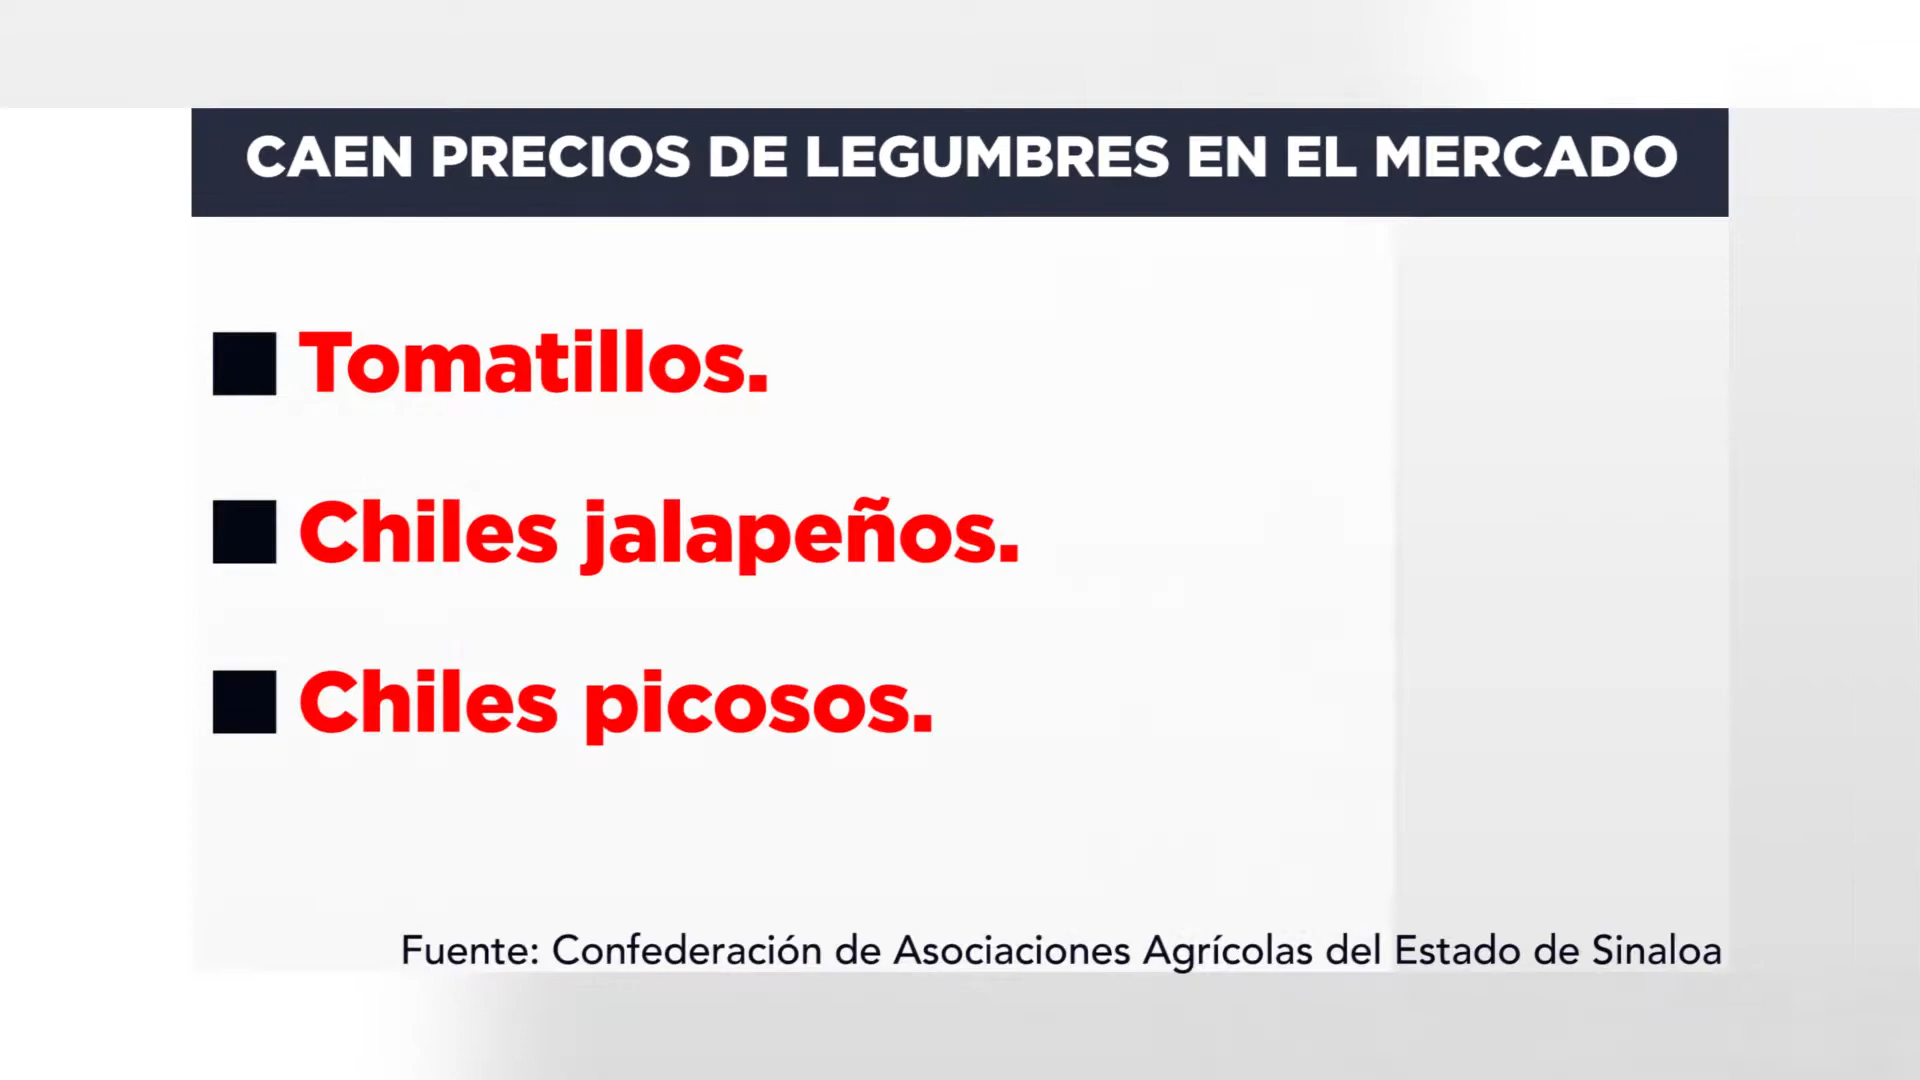 CAEN PRECIOS DE LEGUMBRES EN EL MERCADO
Tomatillos.
Chiles jalapeños.
Chiles picosos.
Fuente: Confederación de Asociaciones Agrícolas del Estado de Sinaloa